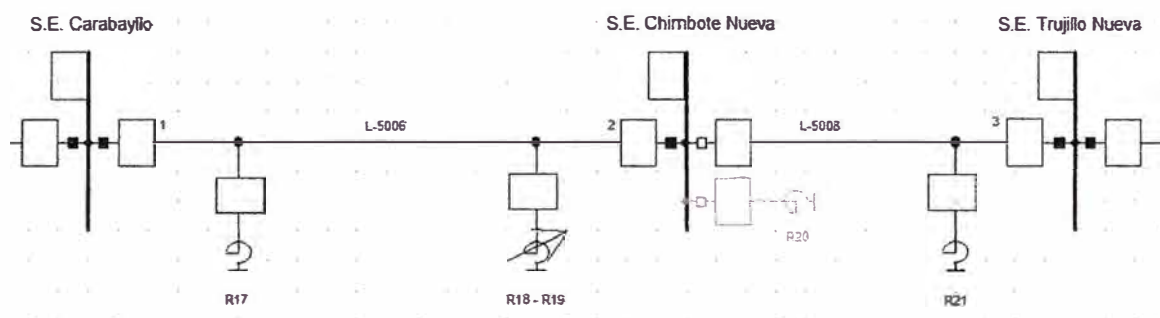 S.E. Carabayllo
S.E. Chimbote Nueva
S.E. Trujillo Nueva
1
L-5006
2
L-5008
3
R20
R17
R18 - R19
R21